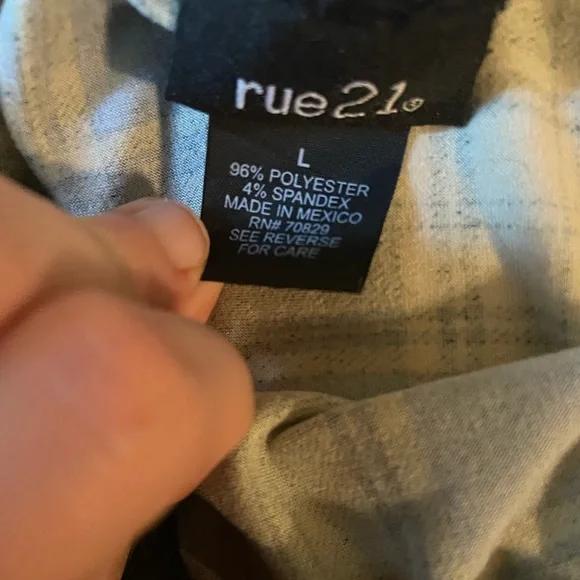 rue21®
L
96% POLYESTER
4% SPANDEX
MADE IN MEXICO
RN# 70829
SEE REVERSE
FOR CARE